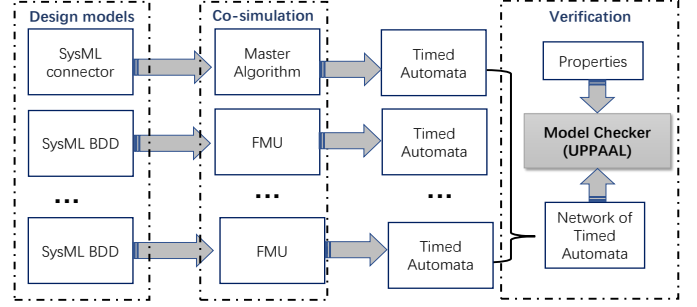 Design models
Co-simulation
Verification
SysML
connector
Master
Algorithm
Timed
Automata
Properties
SysML BDD
FMU
Timed
Automata
Model Checker
(UPPAAL)
...
...
...
SysML BDD
FMU
Timed
Automata
Network of
Timed
Automata